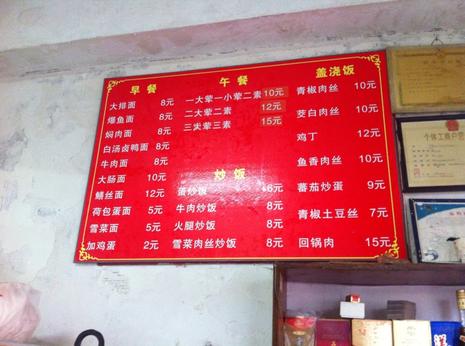 早餐
大排面 8元
爆鱼面 8元
焖肉面 8元
白汤卤鸭面 8元
牛肉面 8元
大肠面 10元
鳝丝面 12元
荷包蛋面 5元
雪菜面 5元
加鸡蛋 2元
午餐
一大荤一小荤二素 10元
二大荤二素 12元
三大荤三素 15元
炒饭
蛋炒饭 6元
牛肉炒饭 8元
火腿炒饭 8元
雪菜肉丝炒饭 8元
盖浇饭
青椒肉丝 10元
茭白肉丝 10元
鸡丁 12元
鱼香肉丝 10元
蕃茄炒蛋 9元
青椒土豆丝 7元
回锅肉 15元
个体工商户营